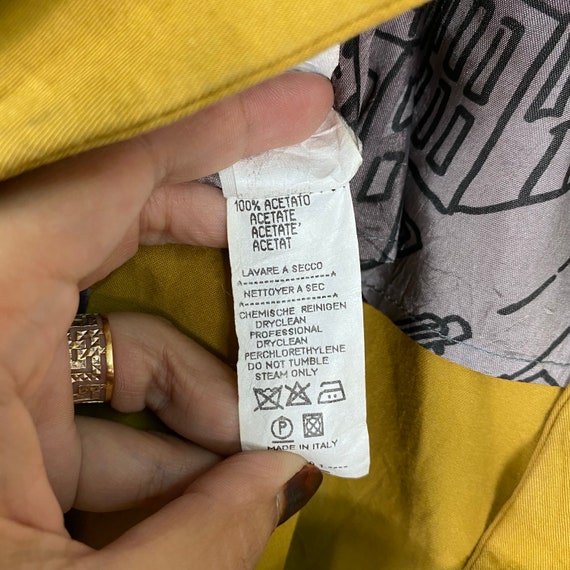 100% ACETATO
ACETATE
ACETATE'
ACETAT
LAVARE A SECCO
NETTOYER A SEC
CHEMISCHE REINIGEN
DRYCLEAN
PROFESSIONAL
DRYCLEAN
PERCHLORETHYLENE
DO NOT TUMBLE
STEAM ONLY
P
MADE IN ITALY